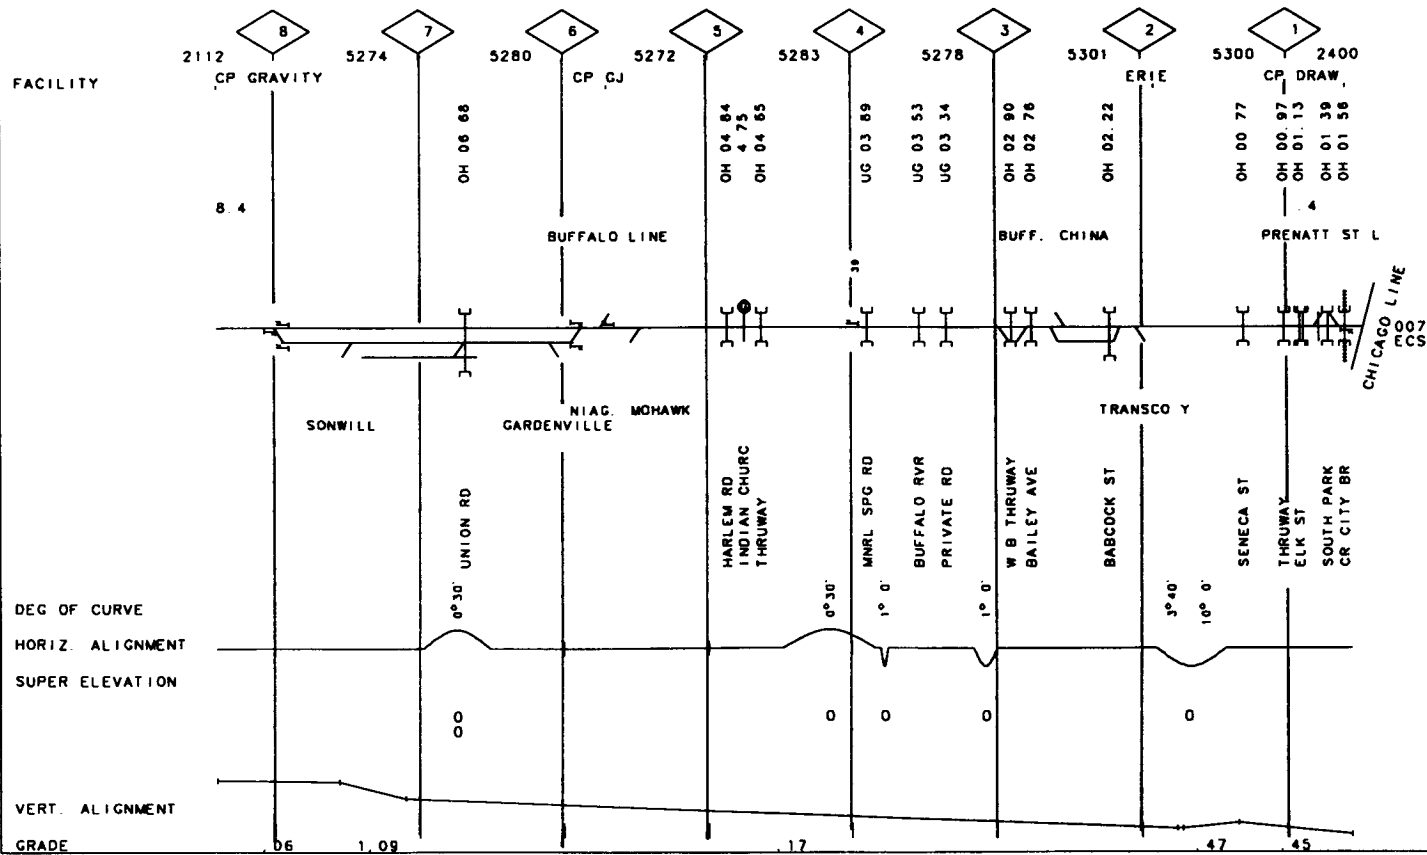 8 7 6 5 4 3 2 1
2112 5274 5280 5272 5283 5278 5301 5300 2400
FACILITY CP GRAVITY CP GJ ERIE CP DRAW
OH 06 68
OH 04 84
4 75
OH 04 65
UG 03 89
UG 03 53
UG 03 34
OH 02 90
OH 02 76
OH 02.22
OH 00 77
OH 00.97
OH 01.13
OH 01 39
OH 01 56
8.4 .4
BUFFALO LINE BUFF. CHINA PRENATT ST L
39
CHICAGO LINE
007
ECS
SONWILL GARDENVILLE NIAG. MOHAWK TRANSCO Y
UNION RD
HARLEM RD
INDIAN CHURC
THRUWAY
MNRL SPG RD
BUFFALO RVR
PRIVATE RD
W B THRUWAY
BAILEY AVE
BABCOCK ST
SENECA ST
THRUWAY
ELK ST
SOUTH PARK
CR CITY BR
DEG OF CURVE 0°30' 0°30' 1° 0' 1° 0' 3°40' 10° 0'
HORIZ. ALIGNMENT
SUPER ELEVATION
0 0 0 0 0
0
VERT. ALIGNMENT
GRADE .06 1.09 .17 .47 .45